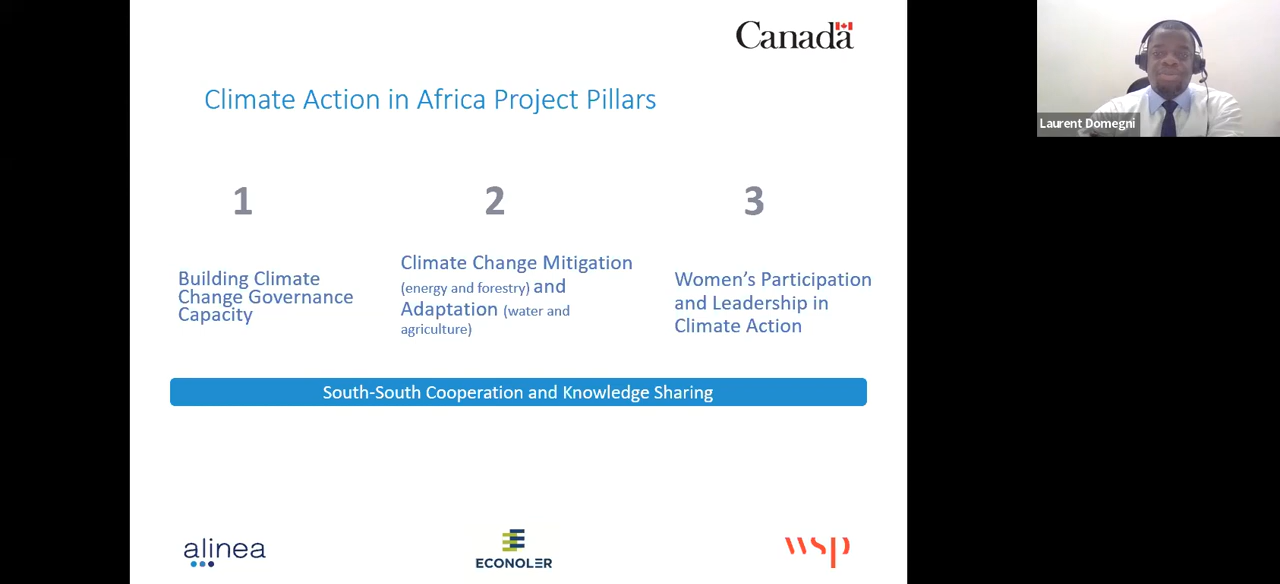 Canada
Climate Action in Africa Project Pillars
Laurent Domegni
1
2
3
Building Climate
Change Governance
Capacity
Climate Change Mitigation
(energy and forestry) and
Adaptation (water and
agriculture)
Women’s Participation
and Leadership in
Climate Action
South-South Cooperation and Knowledge Sharing
alinea
ECONOLER
wsp